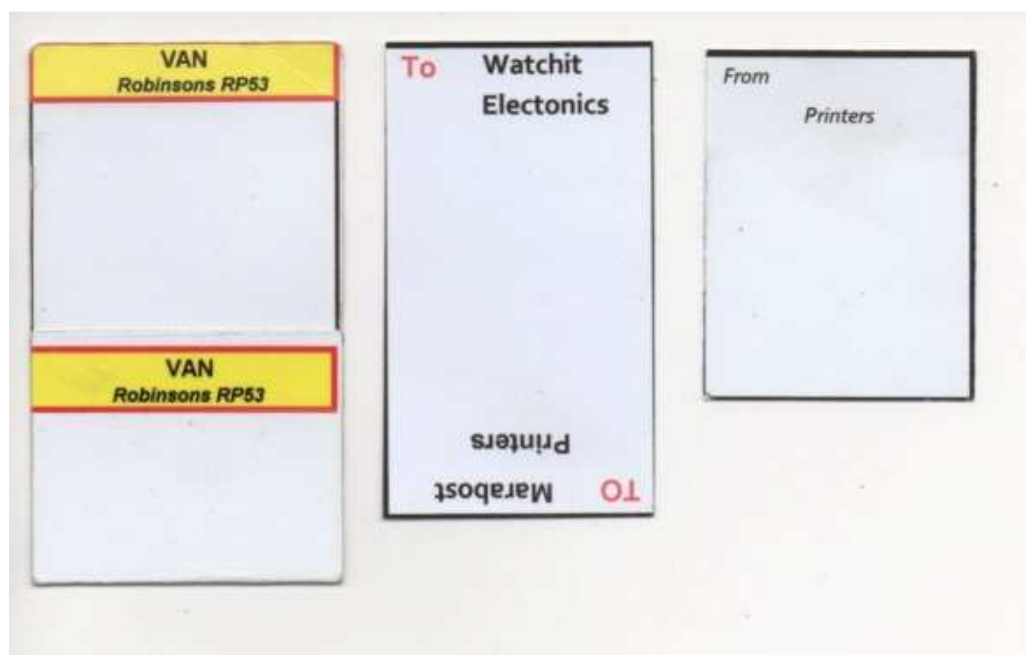 VAN
Robinsons RP53
VAN
Robinsons RP53
To Watchit
Electonics
TO Marabost
Printers
From
Printers